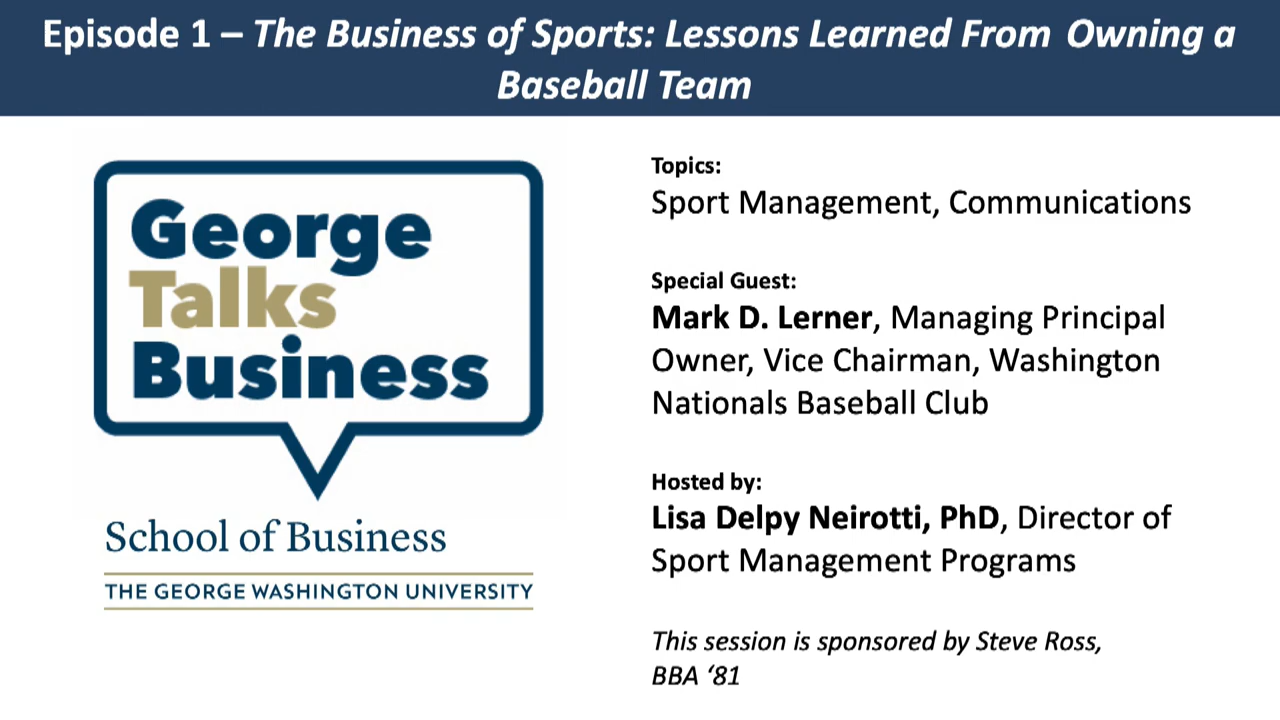 Episode 1 – The Business of Sports: Lessons Learned From Owning a
Baseball Team
George
Talks
Business
School of Business
THE GEORGE WASHINGTON UNIVERSITY
Topics:
Sport Management, Communications
Special Guest:
Mark D. Lerner, Managing Principal
Owner, Vice Chairman, Washington
Nationals Baseball Club
Hosted by:
Lisa Delpy Neirotti, PhD, Director of
Sport Management Programs
This session is sponsored by Steve Ross,
BBA ‘81